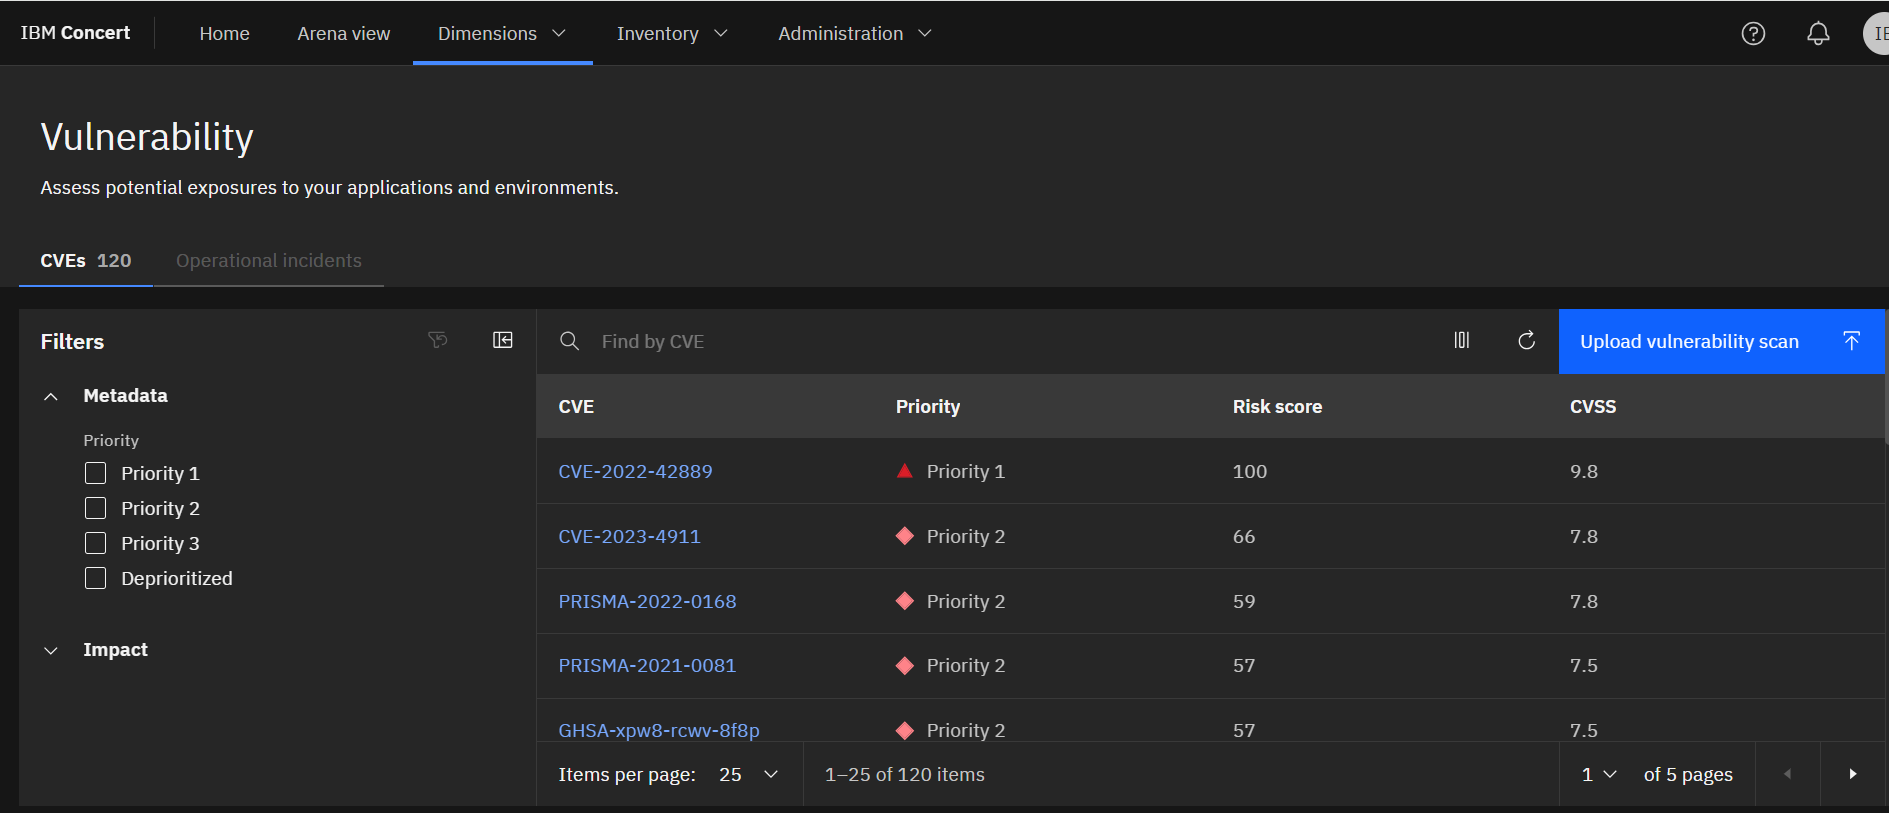 IBM Concert
Home
Arena view
Dimensions
Inventory
Administration
Vulnerability
Assess potential exposures to your applications and environments.
CVEs 120
Operational incidents
Filters
Metadata
Priority
Priority 1
Priority 2
Priority 3
Deprioritized
Impact
Find by CVE
Upload vulnerability scan
CVE Priority Risk score CVSS
CVE-2022-42889 Priority 1 100 9.8
CVE-2023-4911 Priority 2 66 7.8
PRISMA-2022-0168 Priority 2 59 7.8
PRISMA-2021-0081 Priority 2 57 7.5
GHSA-xpw8-rcwv-8f8p Priority 2 57 7.5
Items per page: 25
1–25 of 120 items
1 of 5 pages